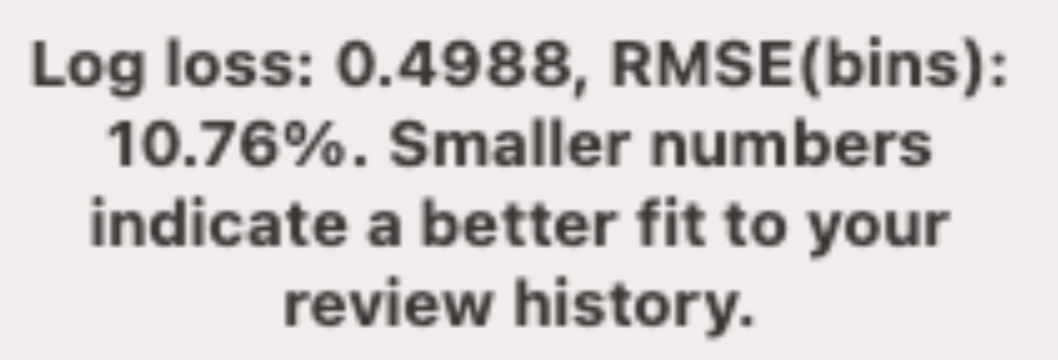 Log loss: 0.4988, RMSE(bins):
10.76%. Smaller numbers
indicate a better fit to your
review history.